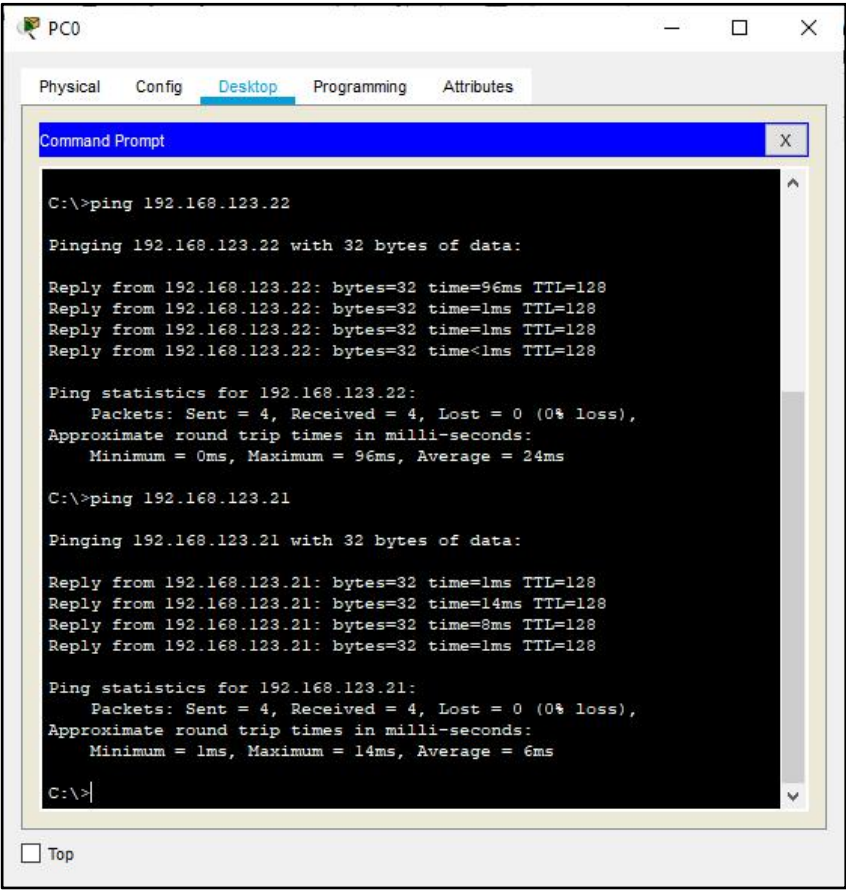 PC0
Physical Config Desktop Programming Attributes
Command Prompt
X
C:\>ping 192.168.123.22
Pinging 192.168.123.22 with 32 bytes of data:
Reply from 192.168.123.22: bytes=32 time=96ms TTL=128
Reply from 192.168.123.22: bytes=32 time=1ms TTL=128
Reply from 192.168.123.22: bytes=32 time=1ms TTL=128
Reply from 192.168.123.22: bytes=32 time<1ms TTL=128
Ping statistics for 192.168.123.22:
Packets: Sent = 4, Received = 4, Lost = 0 (0% loss),
Approximate round trip times in milli-seconds:
Minimum = 0ms, Maximum = 96ms, Average = 24ms
C:\>ping 192.168.123.21
Pinging 192.168.123.21 with 32 bytes of data:
Reply from 192.168.123.21: bytes=32 time=1ms TTL=128
Reply from 192.168.123.21: bytes=32 time=14ms TTL=128
Reply from 192.168.123.21: bytes=32 time=8ms TTL=128
Reply from 192.168.123.21: bytes=32 time=1ms TTL=128
Ping statistics for 192.168.123.21:
Packets: Sent = 4, Received = 4, Lost = 0 (0% loss),
Approximate round trip times in milli-seconds:
Minimum = 1ms, Maximum = 14ms, Average = 6ms
C:\>
Top